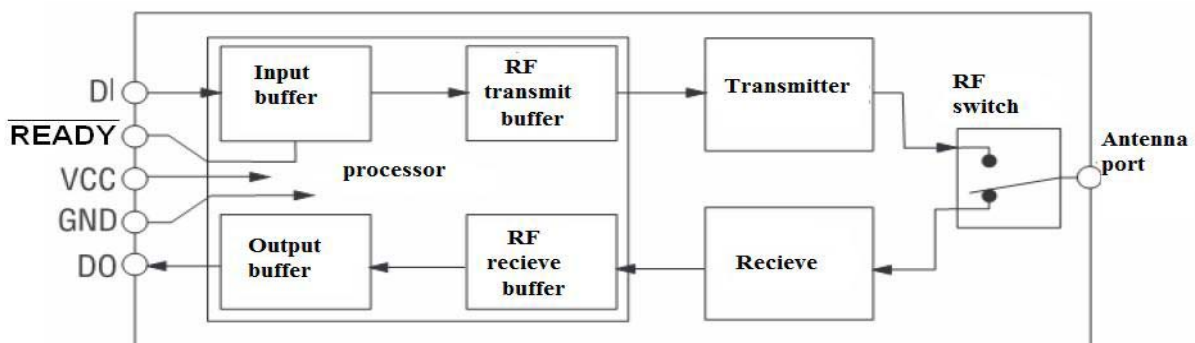 DI
READY
VCC
GND
DO
Input
buffer
RF
transmit
buffer
Transmitter
RF
switch
Antenna
port
processor
Output
buffer
RF
recieve
buffer
Recieve